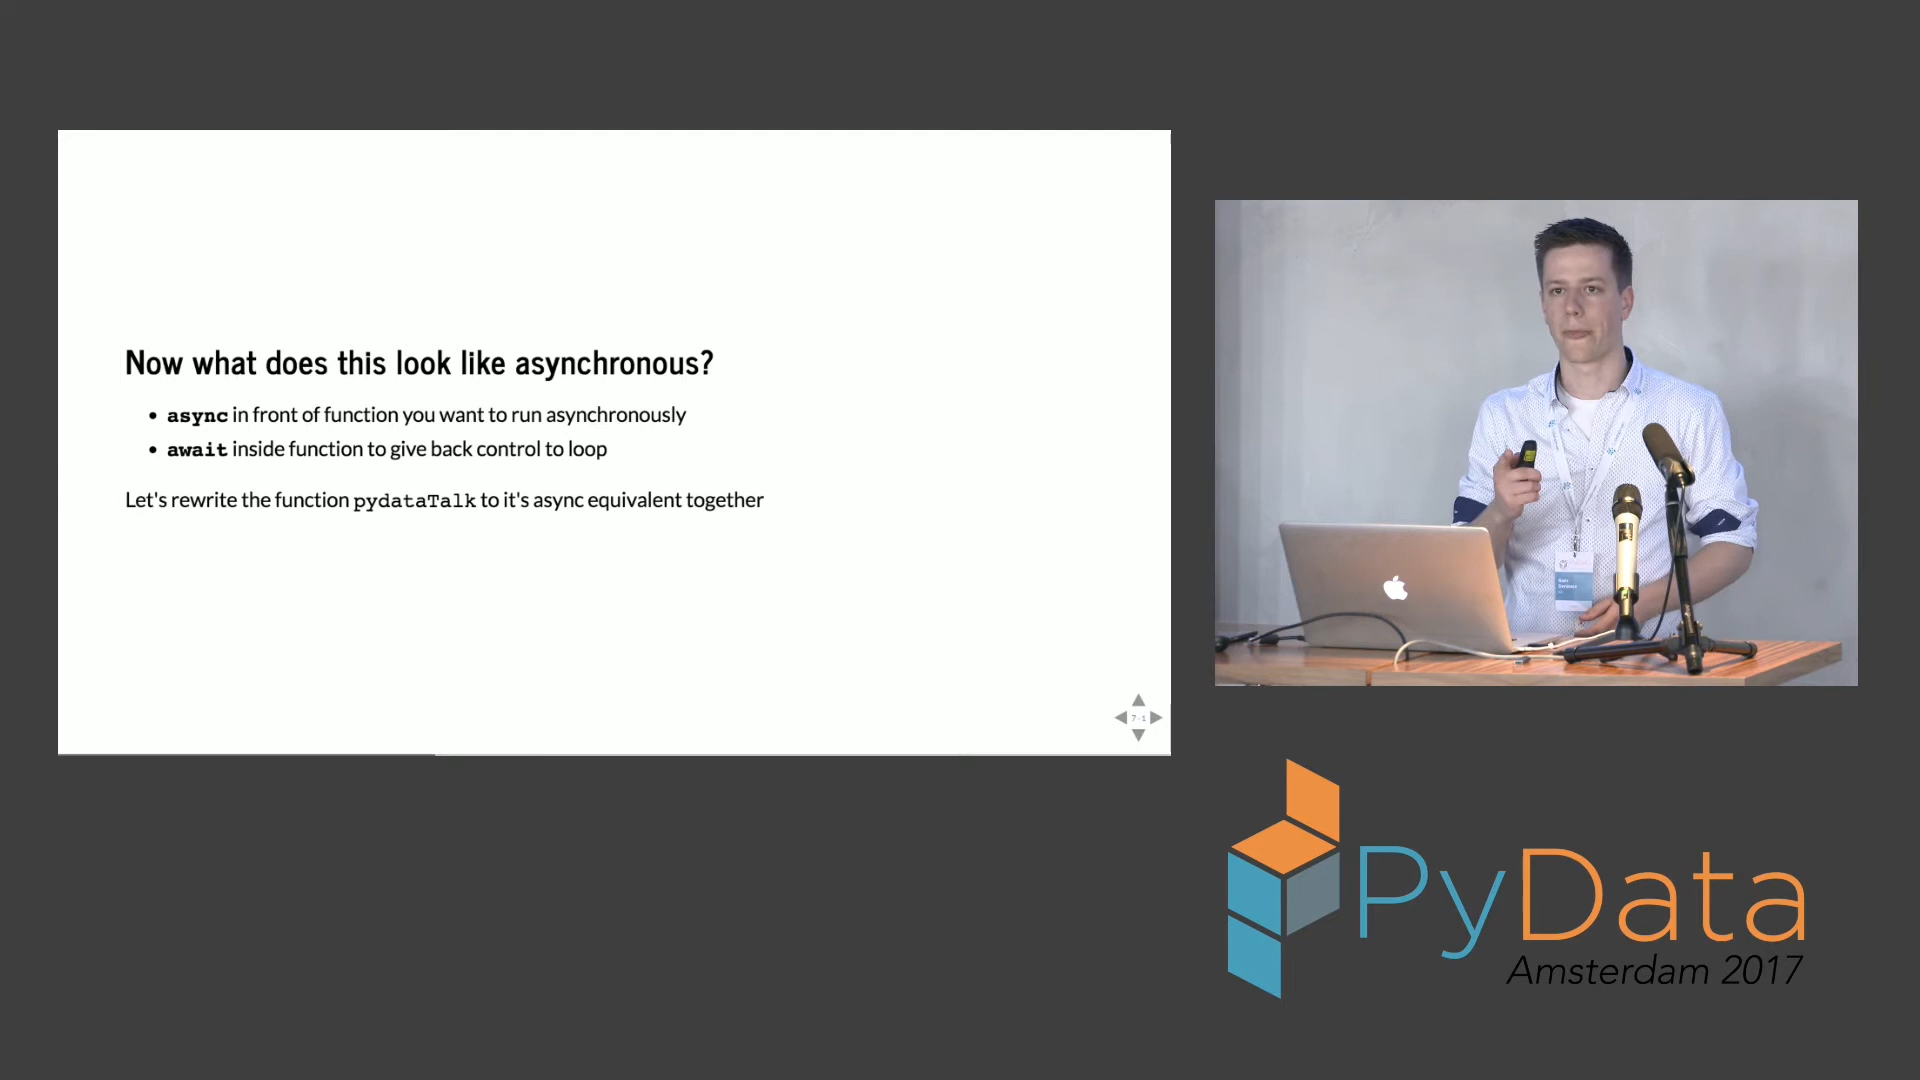 Now what does this look like asynchronous?
async in front of function you want to run asynchronously
await inside function to give back control to loop
Let's rewrite the function pydataTalk to it's async equivalent together
7-1
PyData
Amsterdam 2017